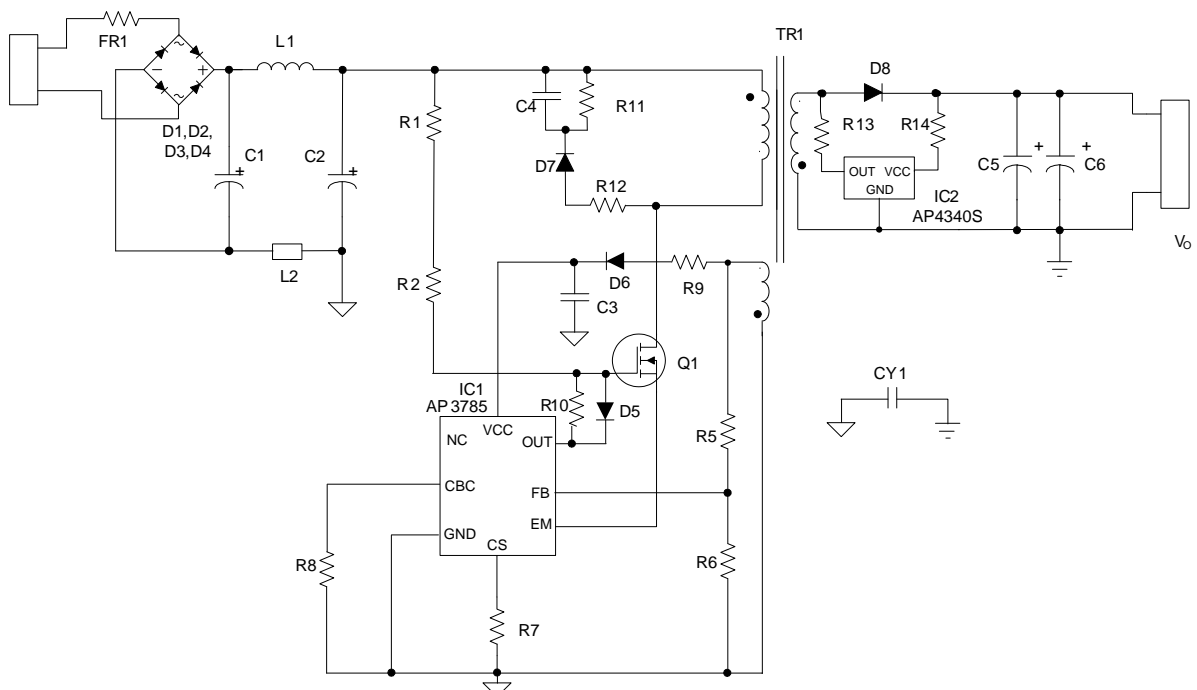 FR1
L1
TR1
D8
C4
R11
R1
R13
R14
D1,D2,
D3,D4
C1
+
C2
+
D7
OUT
VCC
GND
IC2
AP4340S
C5
+
C6
+
R12
VO
L2
R2
D6
R9
C3
Q1
IC1
AP3785
R10
D5
CY1
VCC
NC
OUT
R5
CBC
FB
EM
GND
CS
R8
R6
R7